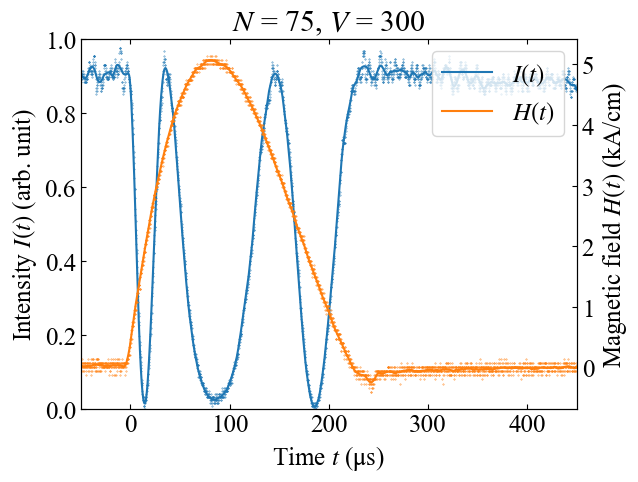 N = 75, V = 300
Intensity I(t) (arb. unit)
1.0
0.8
0.6
0.4
0.2
0.0
I(t)
H(t)
5
4
3
2
1
0
Magnetic field H(t) (kA/cm)
0
100
200
300
400
Time t (μs)